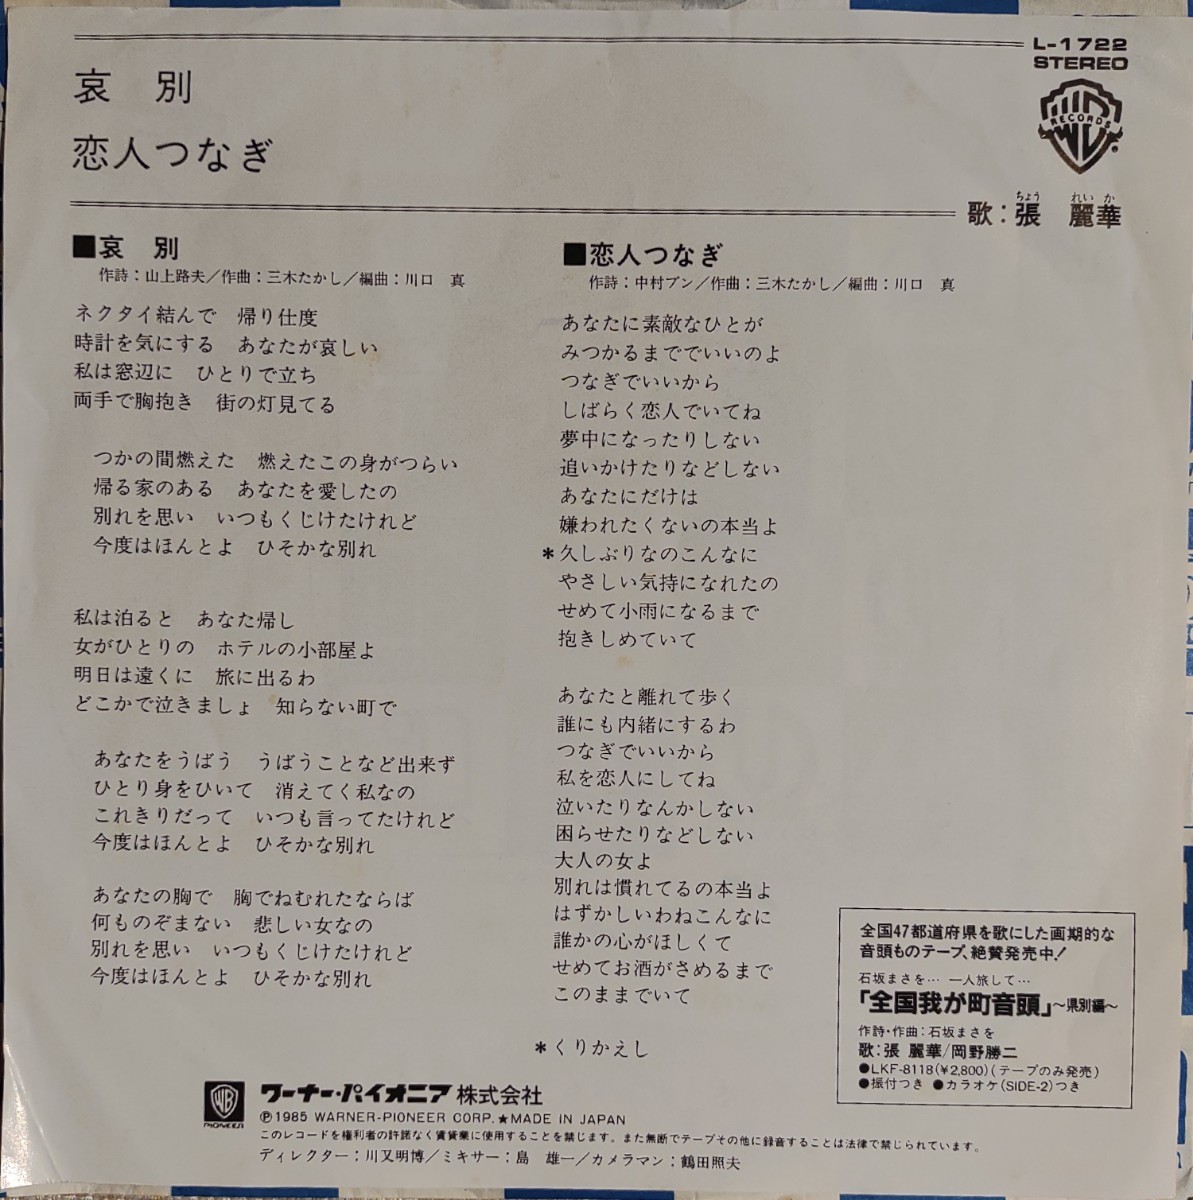 L-1722
STEREO
哀 別
恋人つなぎ
RECORDS
歌:張 麗華
ちょう れい か
■哀 別
作詩:山上路夫/作曲:三木たかし/編曲:川口 真
ネクタイ結んで 帰り仕度
時計を気にする あなたが哀しい
私は窓辺に ひとりで立ち
両手で胸抱き 街の灯見てる
つかの間燃えた 燃えたこの身がつらい
帰る家のある あなたを愛したの
別れを思い いつもくじけたけれど
今度はほんとよ ひそかな別れ
私は泊ると あなた帰し
女がひとりの ホテルの小部屋よ
明日は遠くに 旅に出るわ
どこかで泣きましょ 知らない町で
あなたをうばう うばうことなど出来ず
ひとり身をひいて 消えてく私なの
これきりだって いつも言ってたけれど
今度はほんとよ ひそかな別れ
あなたの胸で 胸でねむれたならば
何ものぞまない 悲しい女なの
別れを思い いつもくじけたけれど
今度はほんとよ ひそかな別れ
■恋人つなぎ
作詩:中村ブン/作曲:三木たかし/編曲:川口 真
あなたに素敵なひとが
みつかるまででいいのよ
つなぎでいいから
しばらく恋人でいてね
夢中になったりしない
追いかけたりなどしない
あなたにだけは
嫌われたくないの本当よ
*久しぶりなのこんなに
やさしい気持になれたの
せめて小雨になるまで
抱きしめていて
あなたと離れて歩く
誰にも内緒にするわ
つなぎでいいから
私を恋人にしてね
泣いたりなんかしない
困らせたりなどしない
大人の女よ
別れは慣れてるの本当よ
はずかしいわねこんなに
誰かの心がほしくて
せめてお酒がさめるまで
このままでいて
*くりかえし
全国47都道府県を歌にした画期的な
音頭ものテープ、絶賛発売中!
石坂まさを… 一人旅して…
「全国我が町音頭」〜県別編〜
作詩・作曲:石坂まさを
歌:張 麗華/岡野勝二
●LKF-8118(¥2,800)(テープのみ発売)
●振付つき ●カラオケ(SIDE-2)つき
PIONEER
ワーナー・パイオニア株式会社
Ⓟ1985 WARNER-PIONEER CORP.★MADE IN JAPAN
このレコードを権利者の許諾なく賃貸業に使用することを禁じます。また無断でテープその他に録音することは法律で禁じられています。
ディレクター:川又明博/ミキサー:島 雄一/カメラマン:鶴田照夫